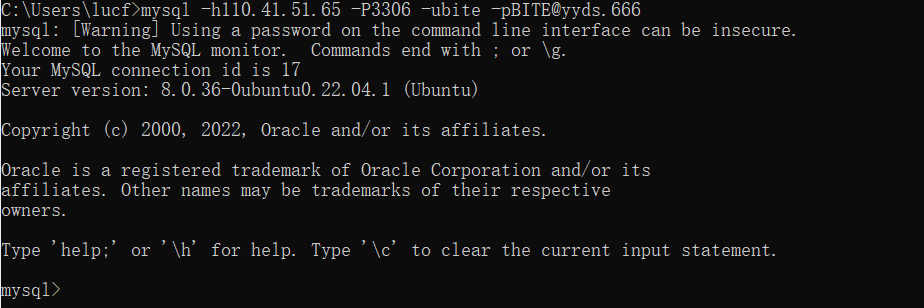 C:\Users\lucf>mysql -h110.41.51.65 -P3306 -ubite -pBITE@yyds.666
mysql: [Warning] Using a password on the command line interface can be insecure.
Welcome to the MySQL monitor.  Commands end with ; or \g.
Your MySQL connection id is 17
Server version: 8.0.36-0ubuntu0.22.04.1 (Ubuntu)
Copyright (c) 2000, 2022, Oracle and/or its affiliates.
Oracle is a registered trademark of Oracle Corporation and/or its
affiliates. Other names may be trademarks of their respective
owners.
Type 'help;' or '\h' for help. Type '\c' to clear the current input statement.
mysql>